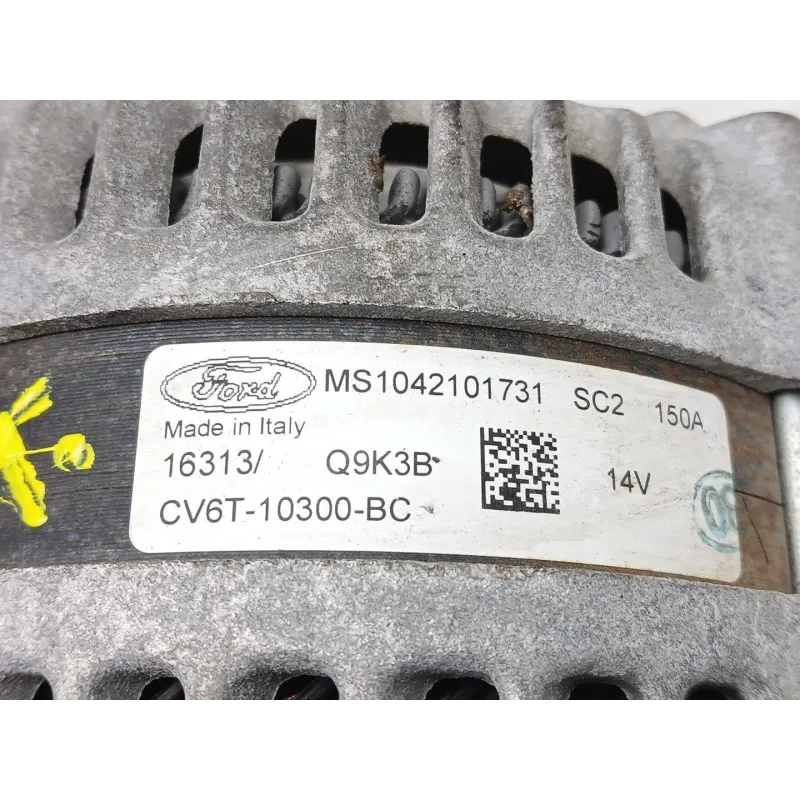 Ford MS1042101731 SC2 150A
Made in Italy
16313/ Q9K3B 14V
CV6T-10300-BC